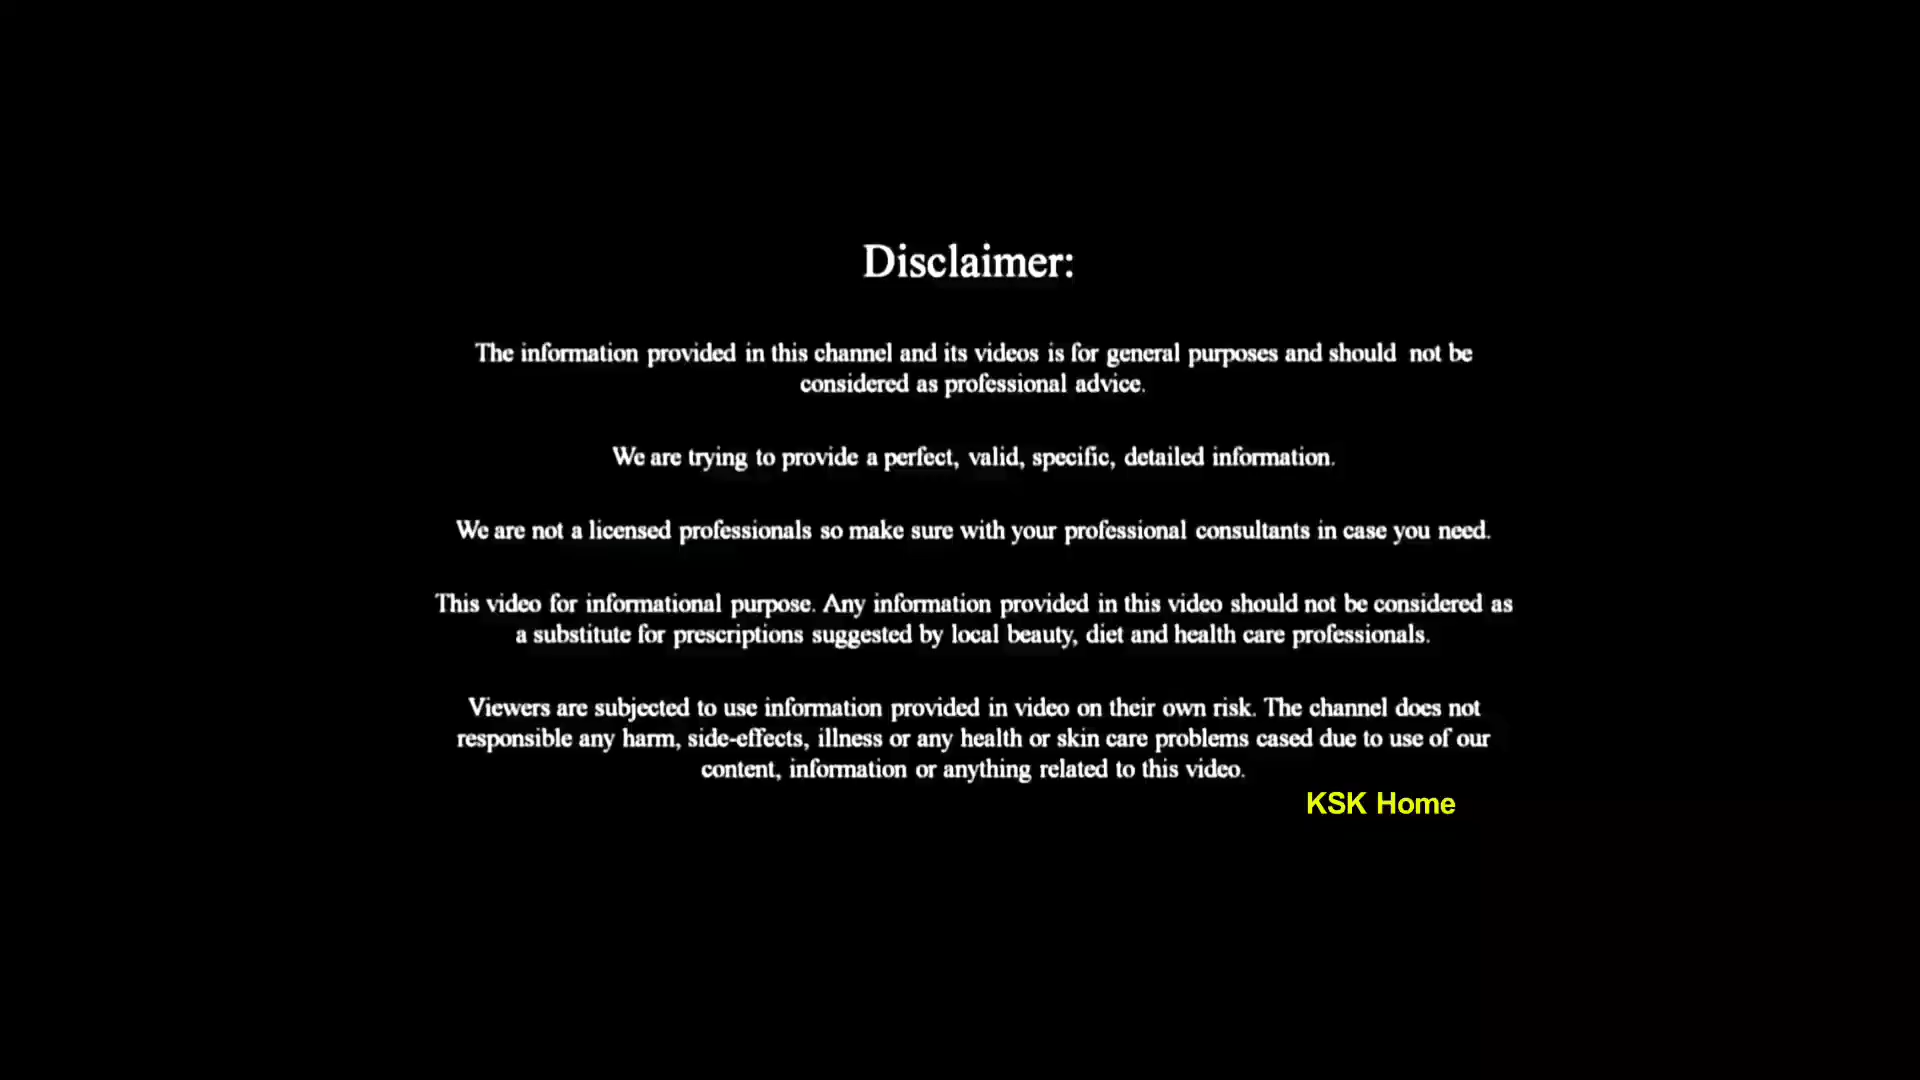 Disclaimer:
The information provided in this channel and its videos is for general purposes and should not be
considered as professional advice.
We are trying to provide a perfect, valid, specific, detailed information.
We are not a licensed professionals so make sure with your professional consultants in case you need.
This video for informational purpose. Any information provided in this video should not be considered as
a substitute for prescriptions suggested by local beauty, diet and health care professionals.
Viewers are subjected to use information provided in video on their own risk. The channel does not
responsible any harm, side-effects, illness or any health or skin care problems cased due to use of our
content, information or anything related to this video.
KSK Home